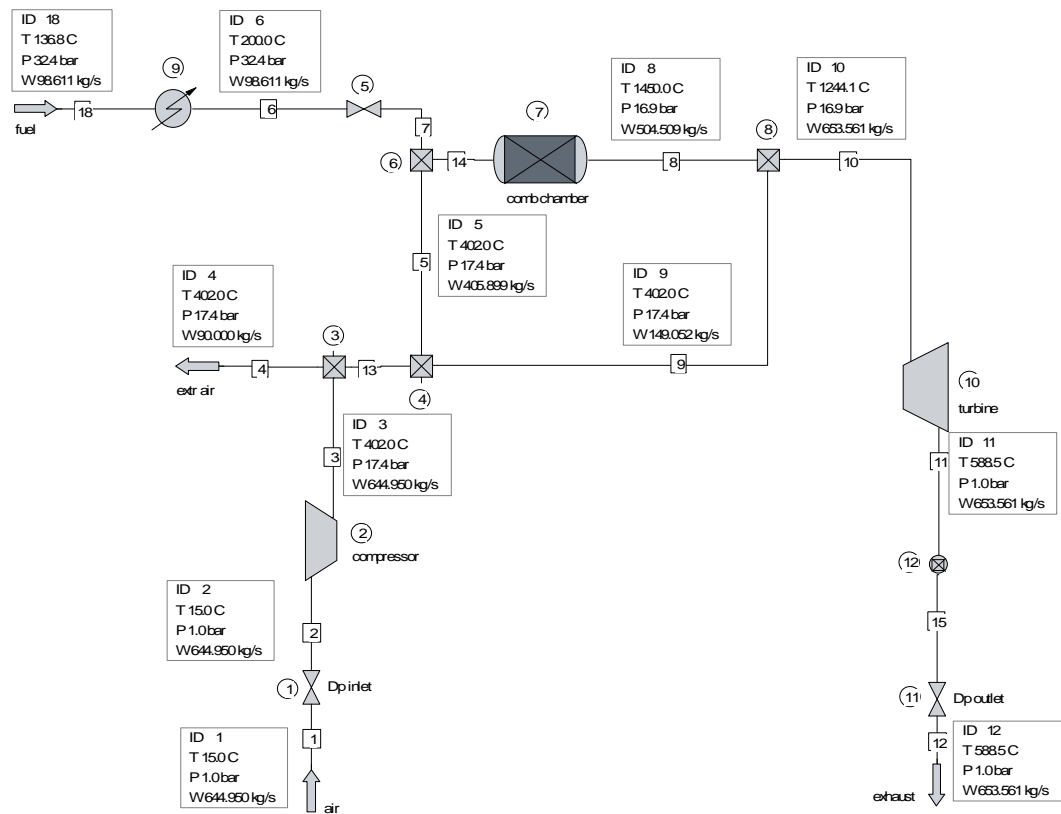 ID 18
T 136.8 C
P 32.4 bar
W 98.611 kg/s
ID 6
T 200.0 C
P 32.4 bar
W 98.611 kg/s
9
5
18
fuel
6
7
ID 8
T 1450.0 C
P 16.9 bar
W 504.509 kg/s
ID 10
T 1244.1 C
P 16.9 bar
W 653.561 kg/s
7
8
6
14
8
10
comb chamber
ID 5
T 402.0 C
P 17.4 bar
W 405.899 kg/s
5
ID 4
T 402.0 C
P 17.4 bar
W 90.000 kg/s
ID 9
T 402.0 C
P 17.4 bar
W 149.052 kg/s
3
4
13
9
extr air
4
10
turbine
ID 3
T 402.0 C
P 17.4 bar
W 644.950 kg/s
3
ID 11
T 588.5 C
P 1.0 bar
W 653.561 kg/s
11
2
compressor
12
ID 2
T 15.0 C
P 1.0 bar
W 644.950 kg/s
2
15
1
Dp inlet
11
Dp outlet
ID 1
T 15.0 C
P 1.0 bar
W 644.950 kg/s
1
12
ID 12
T 588.5 C
P 1.0 bar
W 653.561 kg/s
air
exhaust